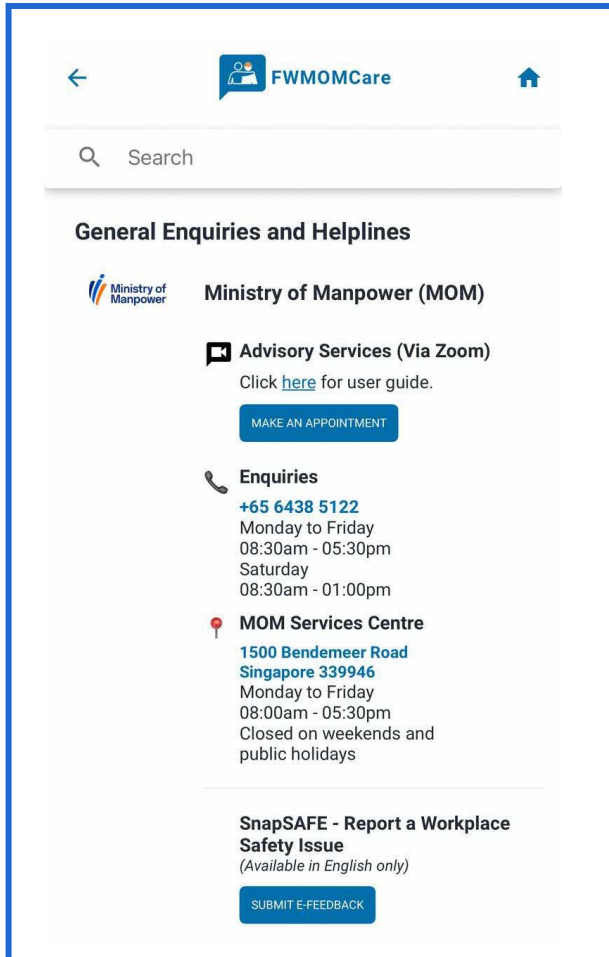 FWMOMCare
Search
General Enquiries and Helplines
Ministry of
Manpower
Ministry of Manpower (MOM)
Advisory Services (Via Zoom)
Click here for user guide.
MAKE AN APPOINTMENT
Enquiries
+65 6438 5122
Monday to Friday
08:30am - 05:30pm
Saturday
08:30am - 01:00pm
MOM Services Centre
1500 Bendemeer Road
Singapore 339946
Monday to Friday
08:00am - 05:30pm
Closed on weekends and
public holidays
SnapSAFE - Report a Workplace
Safety Issue
(Available in English only)
SUBMIT E-FEEDBACK